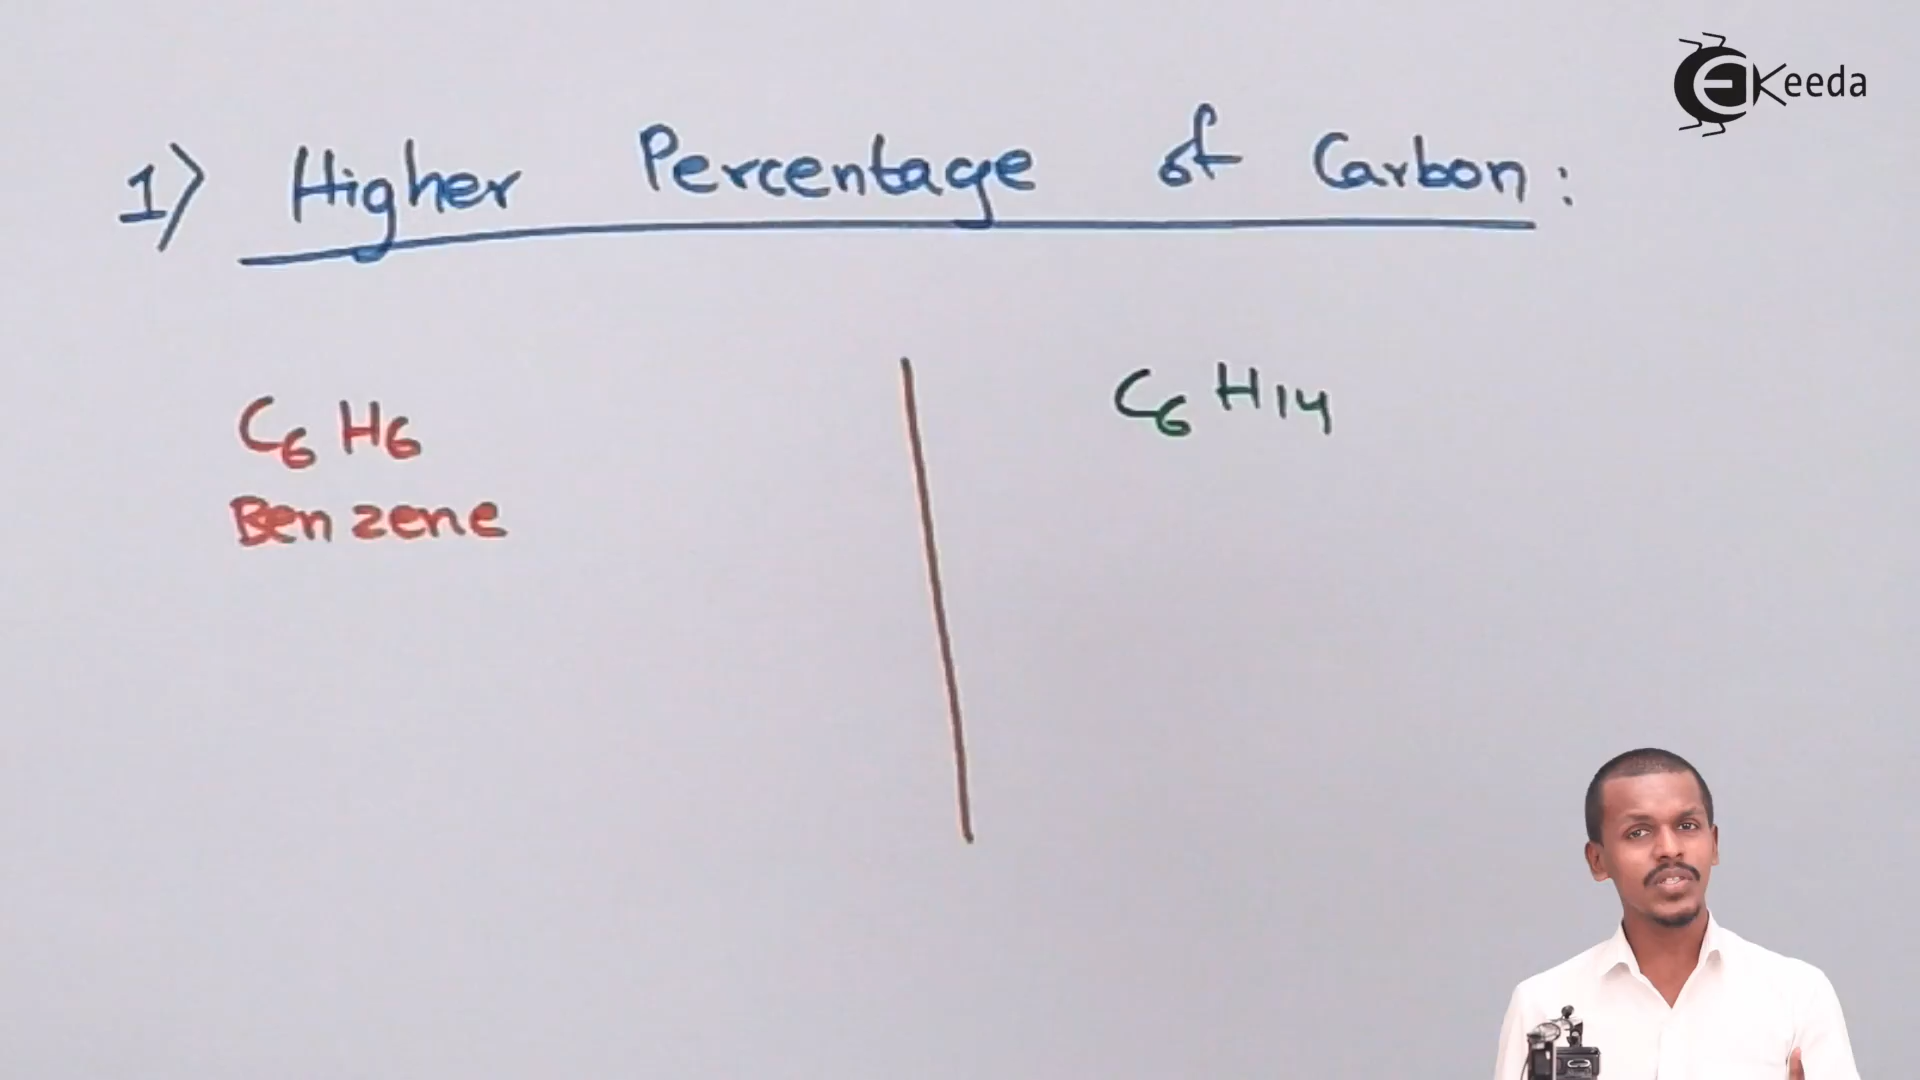 EKeeda
1) Higher Percentage of Carbon:
C6 H6
Benzene
C6 H14